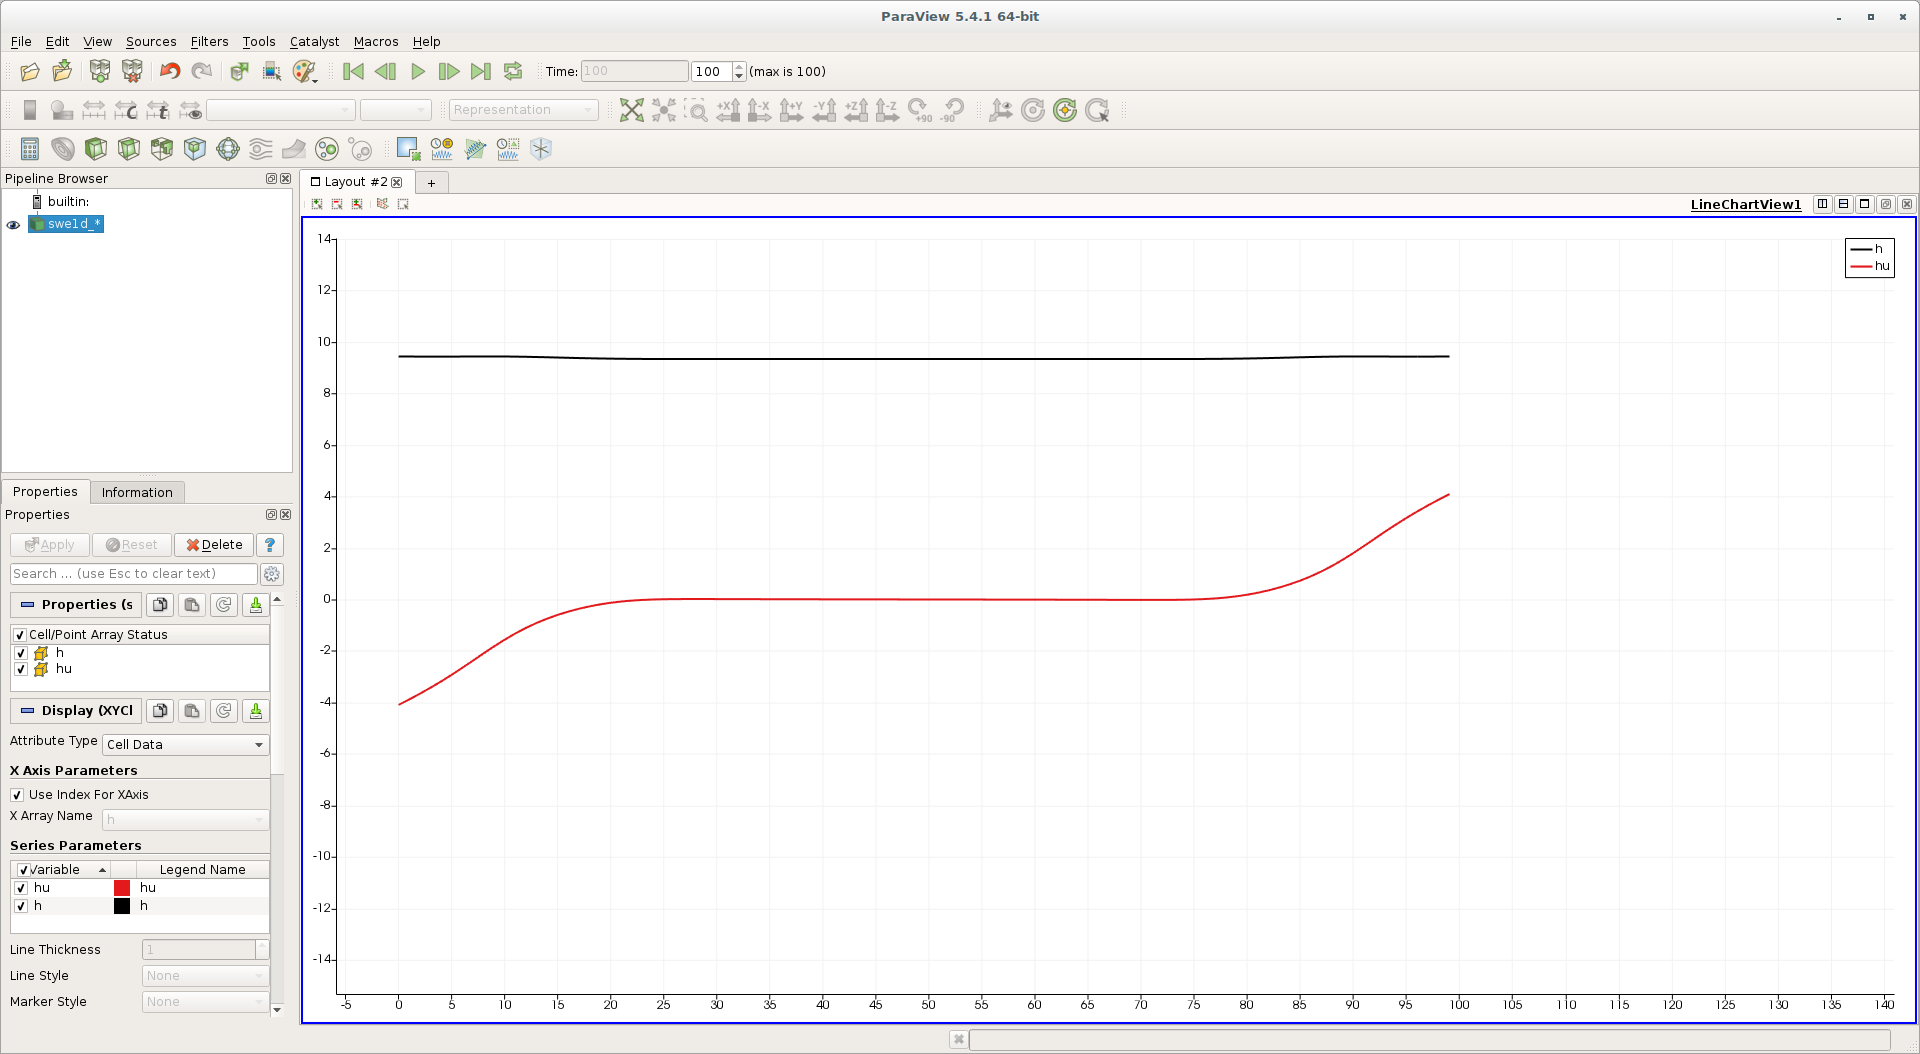 ParaView 5.4.1 64-bit
File Edit View Sources Filters Tools Catalyst Macros Help
Time: 100 100 (max is 100)
Representation
+X -X +Y -Y +Z -Z +90 -90
Pipeline Browser
builtin:
swe1d_*
Properties Information
Properties
Apply Reset Delete ?
Search ... (use Esc to clear text)
Properties (s
Cell/Point Array Status
h
hu
Display (XYCl
Attribute Type Cell Data
X Axis Parameters
Use Index For XAxis
X Array Name h
Series Parameters
Variable Legend Name
hu hu
h h
Line Thickness 1
Line Style None
Marker Style None
Layout #2 +
LineChartView1
h
hu
14
12
10
8
6
4
2
0
-2
-4
-6
-8
-10
-12
-14
-5 0 5 10 15 20 25 30 35 40 45 50 55 60 65 70 75 80 85 90 95 100 105 110 115 120 125 130 135 140